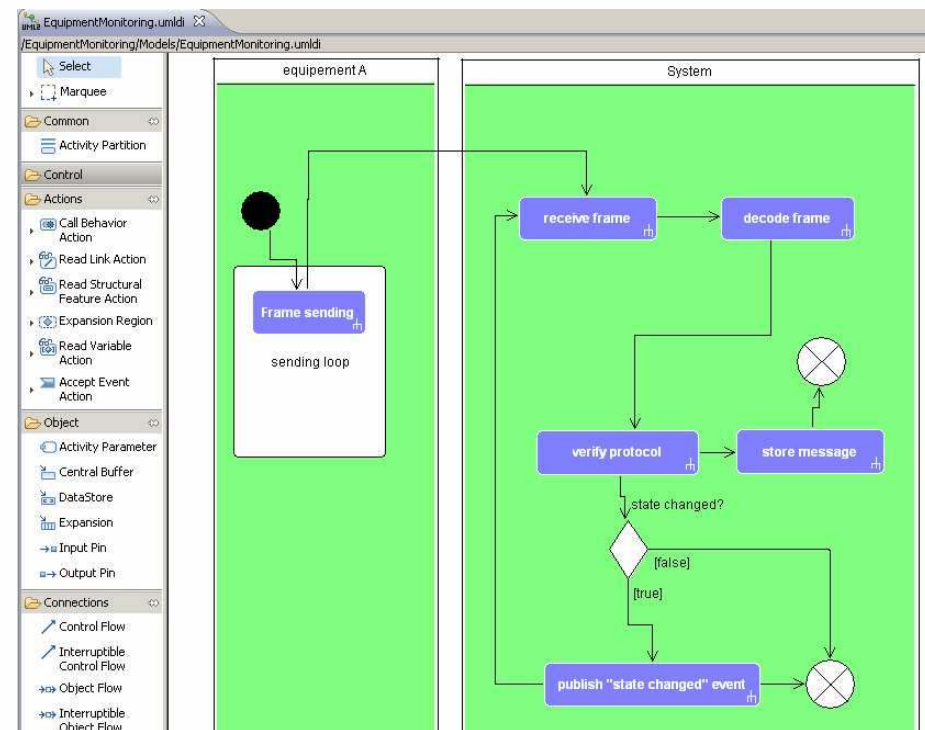 EquipmentMonitoring.umldi
/EquipmentMonitoring/Models/EquipmentMonitoring.umldi
Select
Marquee
Common
Activity Partition
Control
Actions
Call Behavior
Action
Read Link Action
Read Structural
Feature Action
Expansion Region
Read Variable
Action
Accept Event
Action
Object
Activity Parameter
Central Buffer
DataStore
Expansion
Input Pin
Output Pin
Connections
Control Flow
Interruptible
Control Flow
Object Flow
Interruptible
Object Flow
equipement A
Frame sending
sending loop
System
receive frame
decode frame
verify protocol
store message
state changed?
[false]
[true]
publish "state changed" event